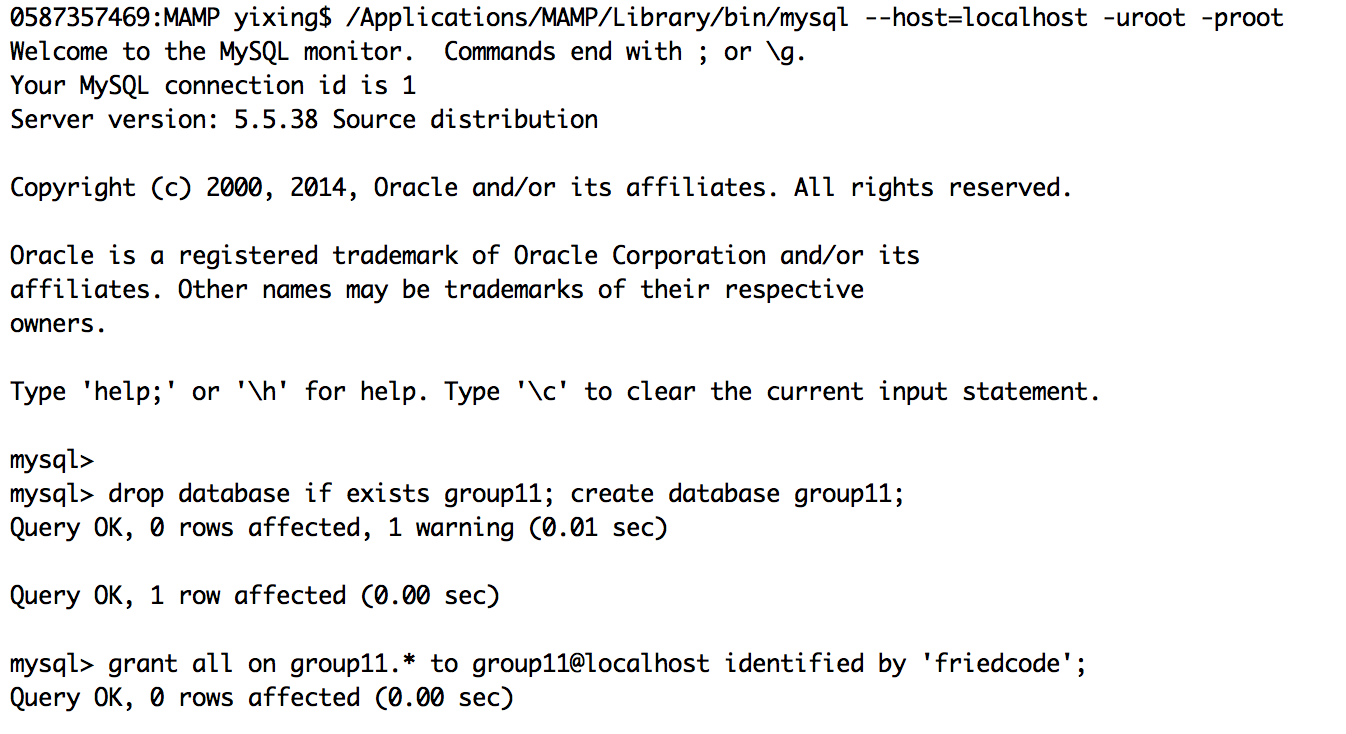 0587357469:MAMP yixing$ /Applications/MAMP/Library/bin/mysql --host=localhost -uroot -proot
Welcome to the MySQL monitor.  Commands end with ; or \g.
Your MySQL connection id is 1
Server version: 5.5.38 Source distribution

Copyright (c) 2000, 2014, Oracle and/or its affiliates. All rights reserved.

Oracle is a registered trademark of Oracle Corporation and/or its
affiliates. Other names may be trademarks of their respective
owners.

Type 'help;' or '\h' for help. Type '\c' to clear the current input statement.

mysql>
mysql> drop database if exists group11; create database group11;
Query OK, 0 rows affected, 1 warning (0.01 sec)

Query OK, 1 row affected (0.00 sec)

mysql> grant all on group11.* to group11@localhost identified by 'friedcode';
Query OK, 0 rows affected (0.00 sec)